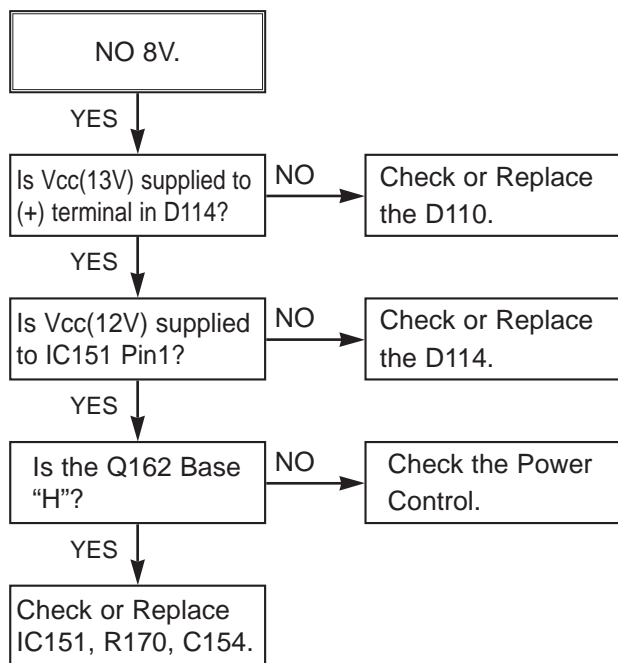 NO 8V.
YES
Is Vcc(13V) supplied to
(+) terminal in D114?
NO
Check or Replace
the D110.
YES
Is Vcc(12V) supplied
to IC151 Pin1?
NO
Check or Replace
the D114.
YES
Is the Q162 Base
“H”?
NO
Check the Power
Control.
YES
Check or Replace
IC151, R170, C154.